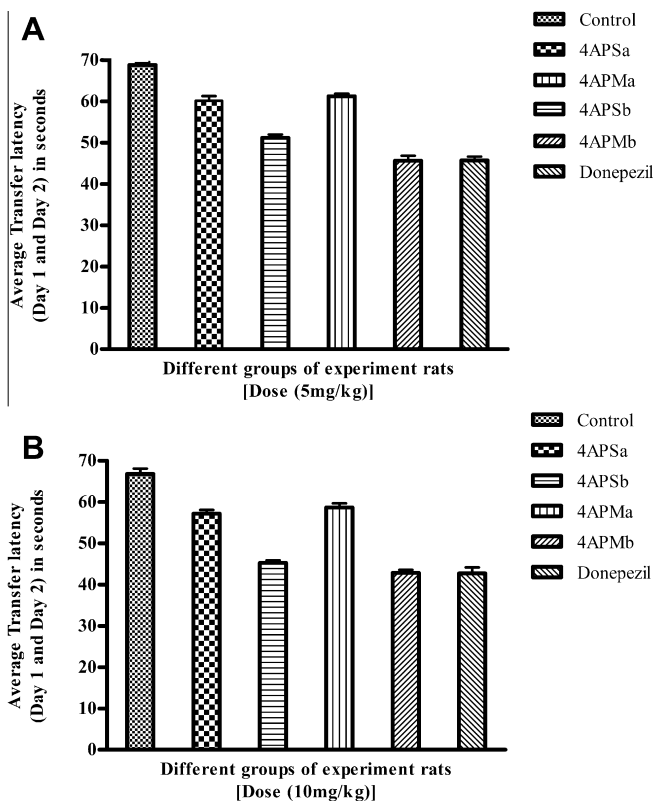 A
Control
4APSa
4APMa
4APSb
4APMb
Donepezil
Average Transfer latency
(Day 1 and Day 2) in seconds
70
60
50
40
30
20
10
0
Different groups of experiment rats
[Dose (5mg/kg)]
B
Control
4APSa
4APSb
4APMa
4APMb
Donepezil
Average Transfer latency
(Day 1 and Day 2) in seconds
70
60
50
40
30
20
10
0
Different groups of experiment rats
[Dose (10mg/kg)]